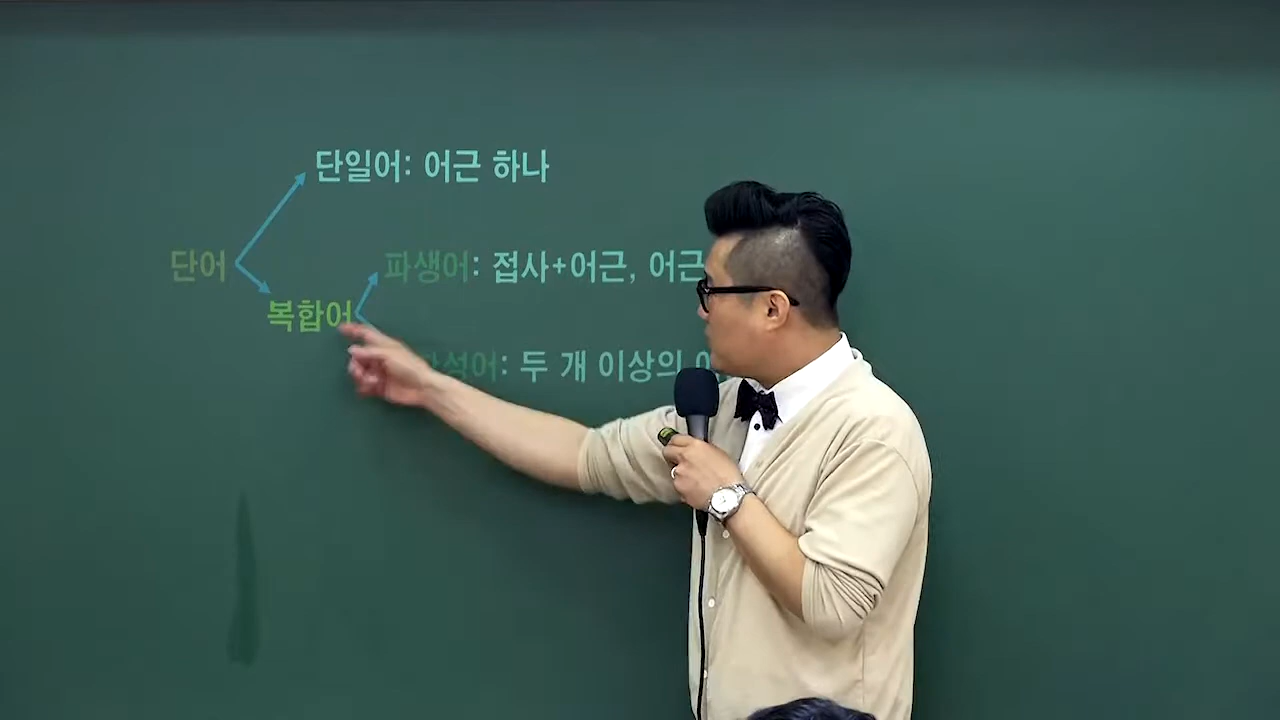 단일어: 어근 하나
단어
파생어: 접사+어근, 어근
복합어
두 개 이상의